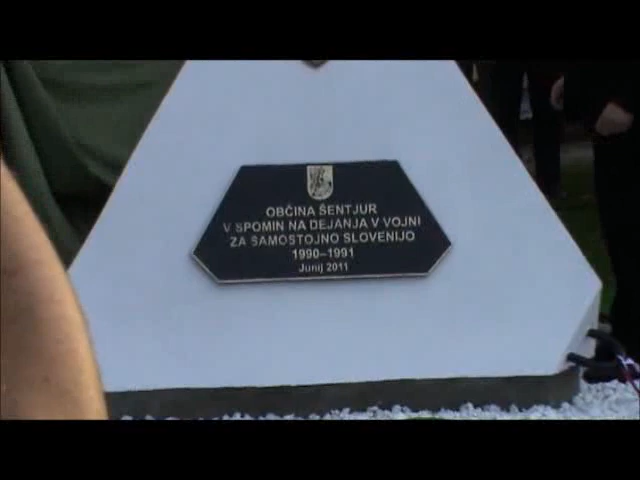 OBČINA ŠENTJUR
V SPOMIN NA DEJANJA V VOJNI
ZA SAMOSTOJNO SLOVENIJO
1990–1991
Junij 2011